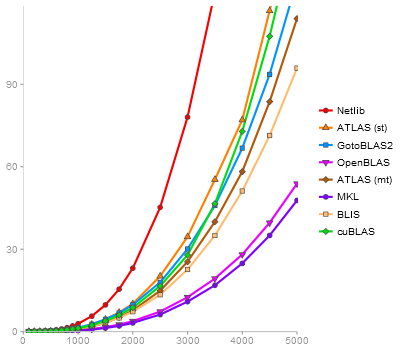 90
60
30
0
0 1000 2000 3000 4000 5000
Netlib
ATLAS (st)
GotoBLAS2
OpenBLAS
ATLAS (mt)
MKL
BLIS
cuBLAS